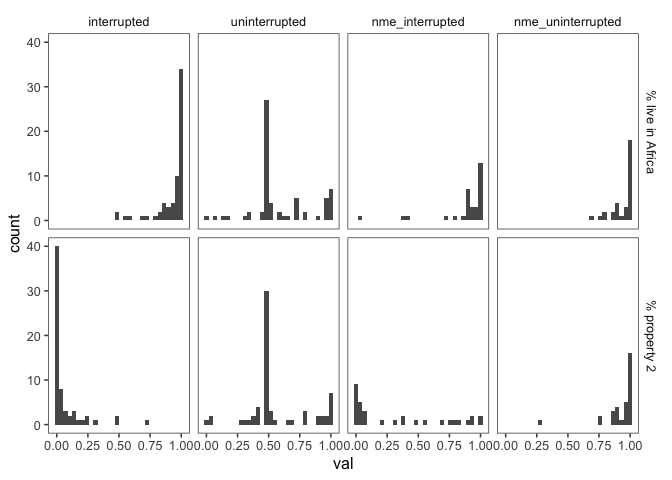 interrupted uninterrupted nme_interrupted nme_uninterrupted
40
30
20
10
0
% live in Africa
count
40
30
20
10
0
% property 2
0.00 0.25 0.50 0.75 1.00 0.00 0.25 0.50 0.75 1.00 0.00 0.25 0.50 0.75 1.00 0.00 0.25 0.50 0.75 1.00
val